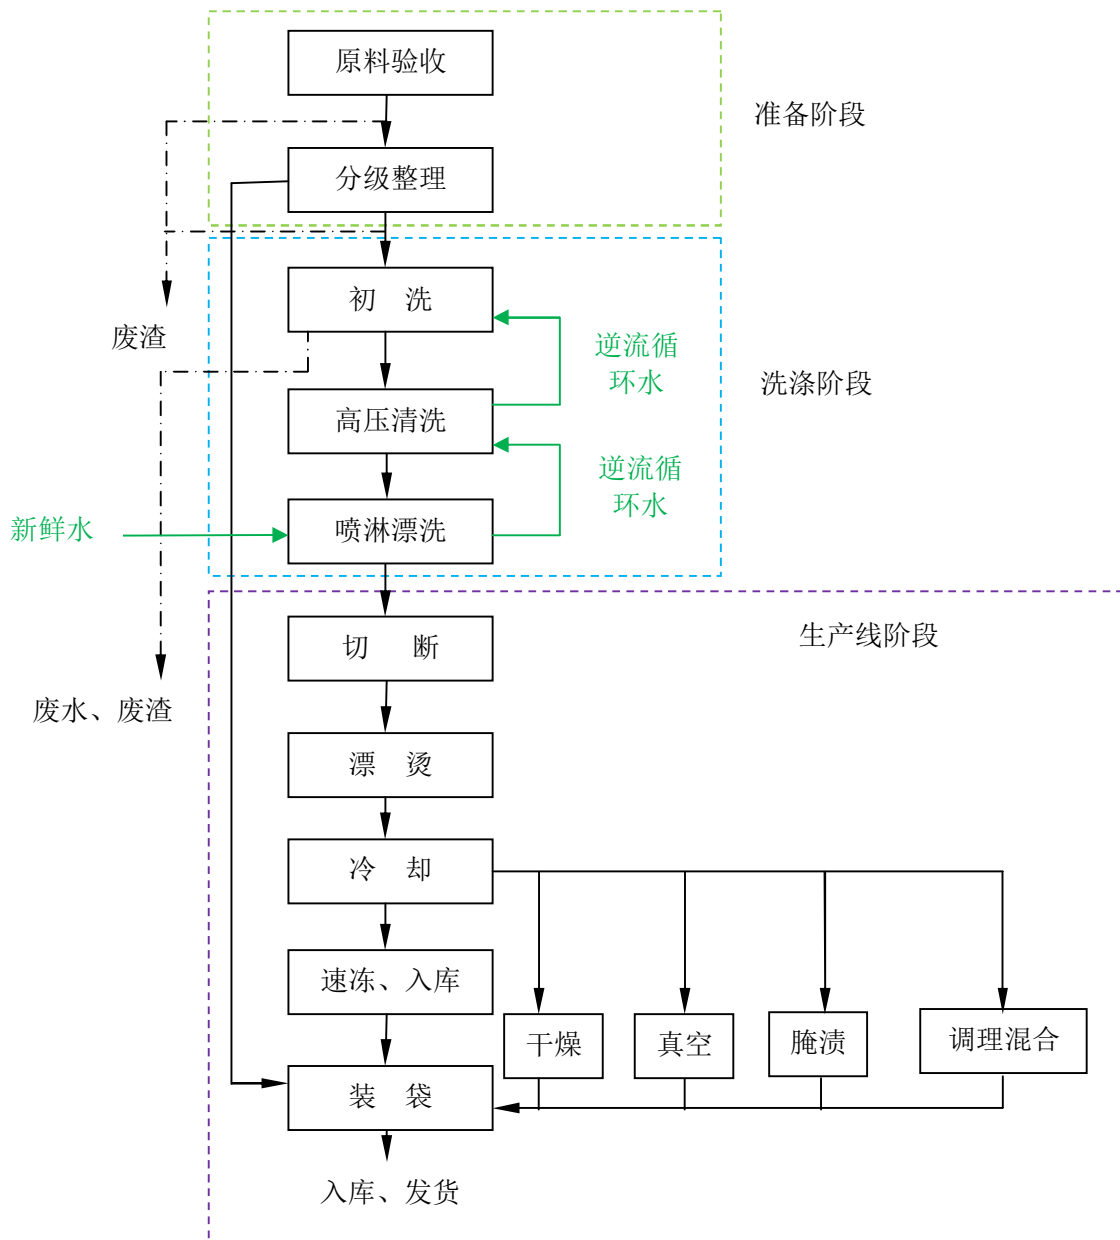 原料验收
准备阶段
分级整理
初 洗
废渣
逆流循
环水
洗涤阶段
高压清洗
逆流循
环水
新鲜水
喷淋漂洗
切 断
生产线阶段
废水、废渣
漂 烫
冷 却
速冻、入库
干燥
真空
腌渍
调理混合
装 袋
入库、发货